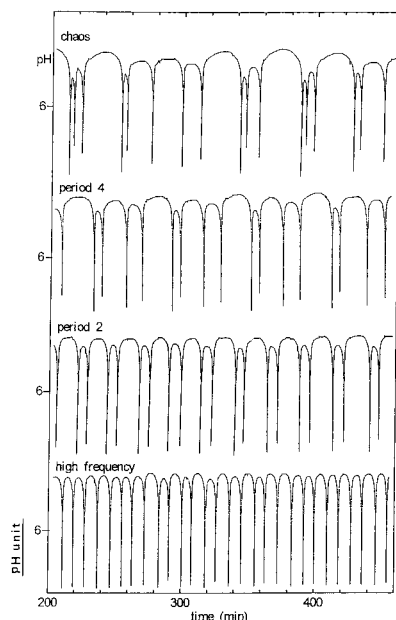 chaos
pH
6
period 4
6
period 2
6
high frequency
6
pH unit
200 300 400
time (min)